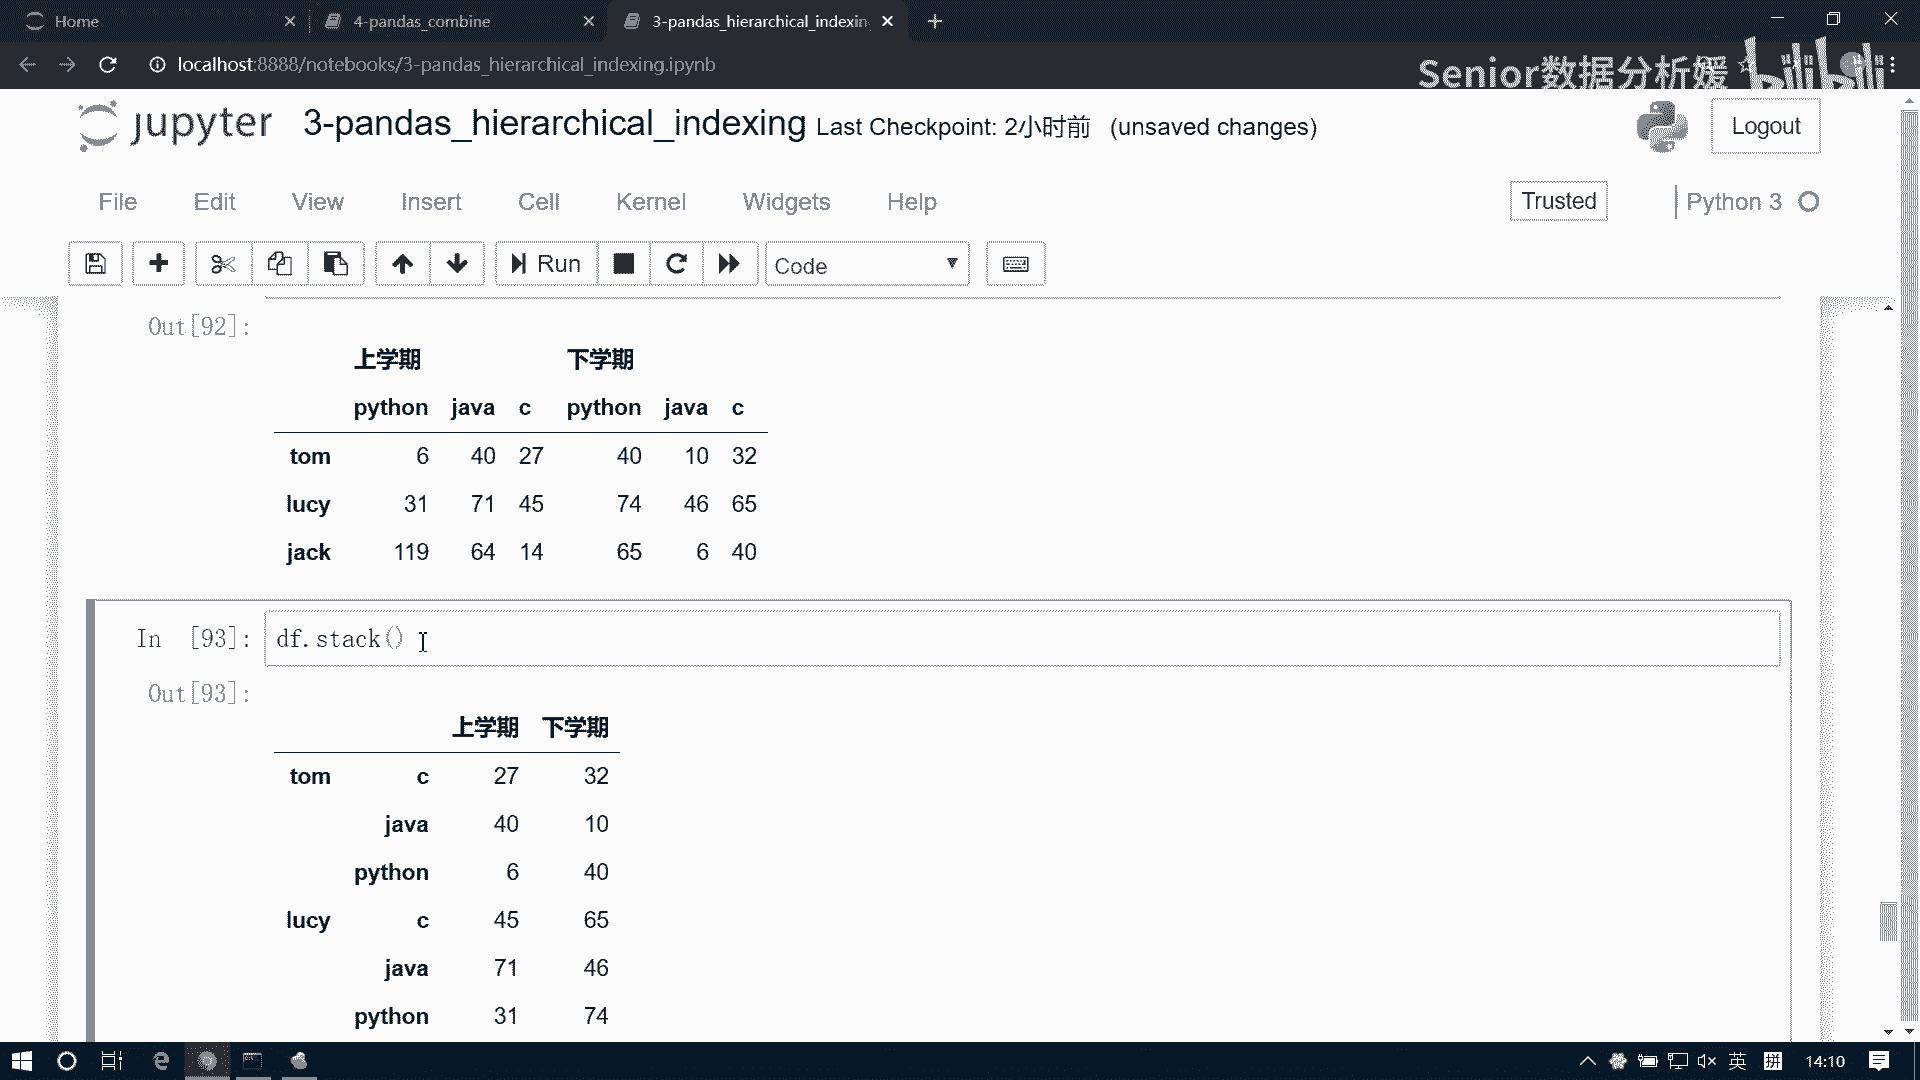 Home
4-pandas_combine
3-pandas_hierarchical_indexin
localhost:8888/notebooks/3-pandas_hierarchical_indexing.ipynb
Senior数据分析媛 bilibili
jupyter 3-pandas_hierarchical_indexing Last Checkpoint: 2小时前 (unsaved changes)
Logout
File Edit View Insert Cell Kernel Widgets Help
Trusted
Python 3
Run
Code
Out[92]:
上学期 下学期
python java c python java c
tom 6 40 27 40 10 32
lucy 31 71 45 74 46 65
jack 119 64 14 65 6 40
In [93]: df.stack()
Out[93]:
上学期 下学期
tom c 27 32
java 40 10
python 6 40
lucy c 45 65
java 71 46
python 31 74
英
拼
14:10